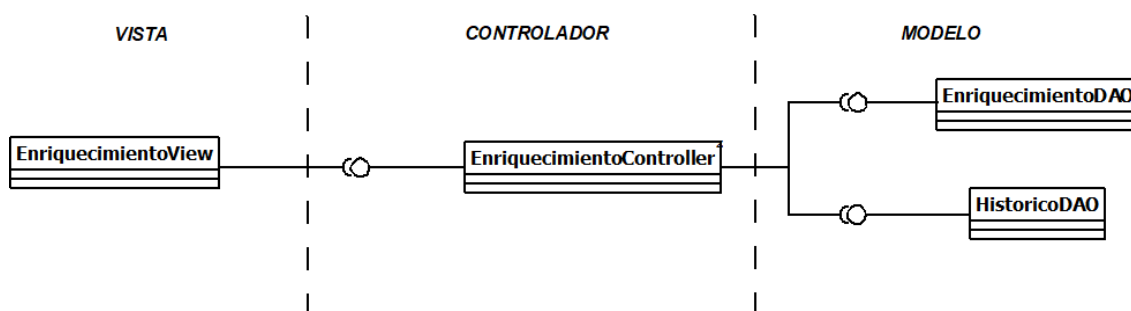 VISTA
CONTROLADOR
MODELO
EnriquecimientoView
EnriquecimientoController
EnriquecimientoDAO
HistoricoDAO